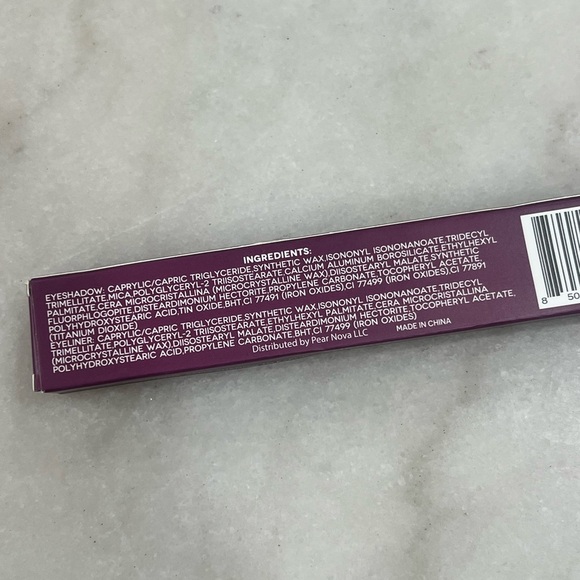 INGREDIENTS:
EYESHADOW: CAPRYLIC/CAPRIC TRIGLYCERIDE,SYNTHETIC WAX,ISONONYL ISONONANOATE,TRIDECYL
TRIMELLITATE,MICA,POLYGLYCERYL-2 TRIISOSTEARATE,CALCIUM ALUMINUM BOROSILICATE,ETHYLHEXYL
PALMITATE CERA MICROCRISTALLINA (MICROCRYSTALLINE WAX),DIISOSTEARYL MALATE,SYNTHETIC
FLUORPHLOGOPITE,DISTEARDIMONIUM HECTORITE,PROPYLENE CARBONATE,TOCOPHERYL ACETATE,
POLYHYDROXYSTEARIC ACID,TIN OXIDE,BHT,CI 77491 (IRON OXIDES),CI 77499 (IRON OXIDES),CI 77891
(TITANIUM DIOXIDE)
EYELINER: CAPRYLIC/CAPRIC TRIGLYCERIDE,SYNTHETIC WAX,ISONONYL ISONONANOATE,TRIDECYL
TRIMELLITATE,POLYGLYCERYL-2 TRIISOSTEARATE,ETHYLHEXYL PALMITATE,CERA MICROCRISTALLINA
(MICROCRYSTALLINE WAX),DIISOSTEARYL MALATE,DISTEARDIMONIUM HECTORITE,TOCOPHERYL ACETATE,
POLYHYDROXYSTEARIC ACID,PROPYLENE CARBONATE,BHT,CI 77499 (IRON OXIDES)
Distributed by Pear Nova LLC MADE IN CHINA
8 50